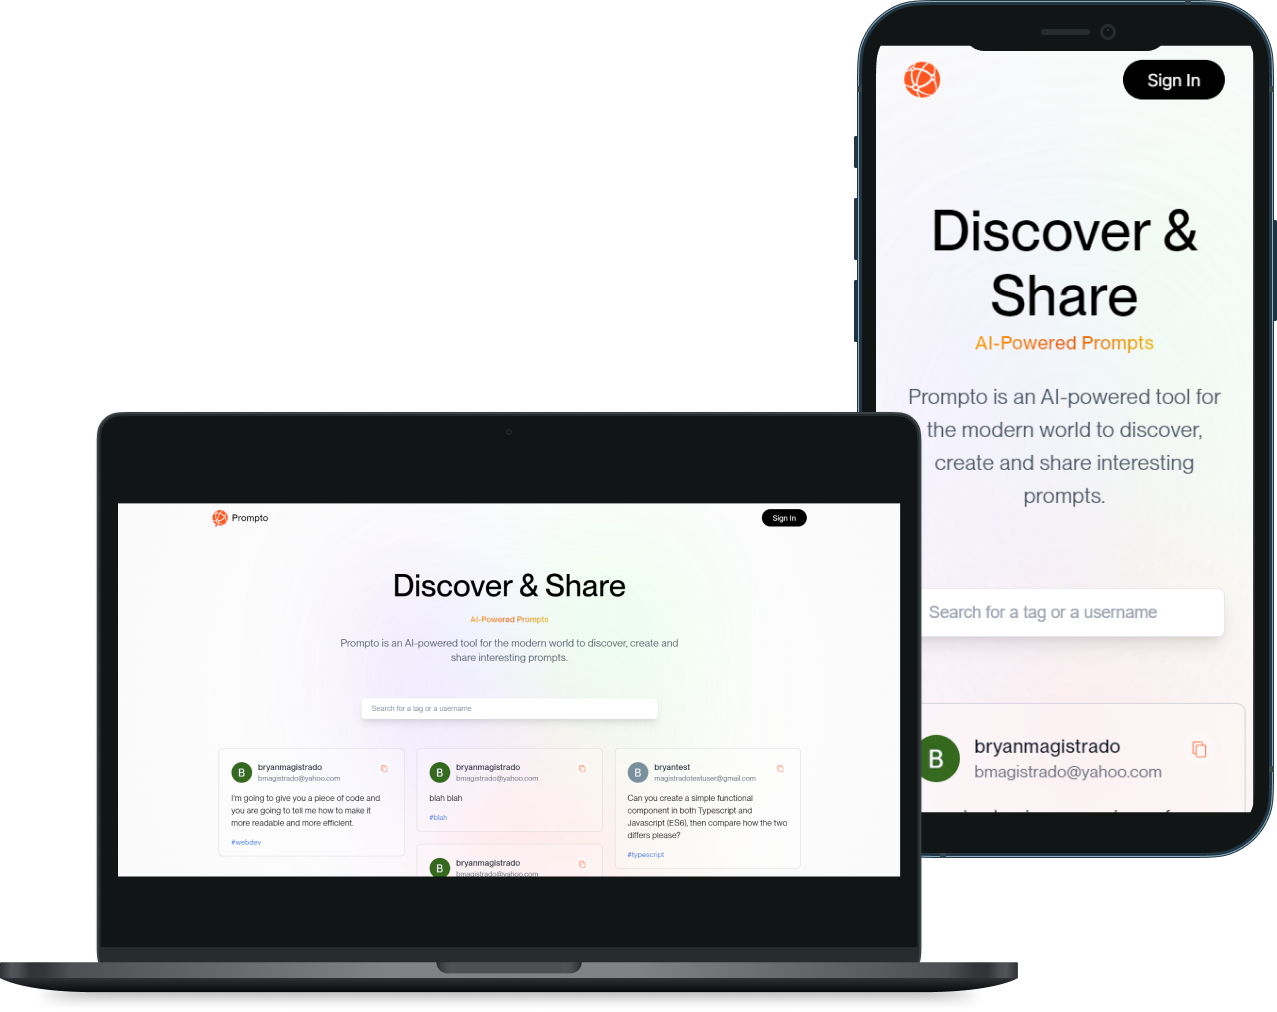 Sign In
Discover &
Share
AI-Powered Prompts
Prompto is an AI-powered tool for
the modern world to discover,
create and share interesting
prompts.
Search for a tag or a username
B
bryanmagistrado
bmagistrado@yahoo.com
Prompto
Sign In
Discover & Share
AI-Powered Prompts
Prompto is an AI-powered tool for the modern world to discover, create and
share interesting prompts.
Search for a tag or a username
B
bryanmagistrado
bmagistrado@yahoo.com
I'm going to give you a piece of code and
you are going to tell me how to make it
more readable and more efficient.
#webdev
B
bryanmagistrado
bmagistrado@yahoo.com
blah blah
#blah
B
bryanmagistrado
bmagistrado@yahoo.com
B
bryantest
magistradotentuser@gmail.com
Can you create a simple functional
component in both Typescript and
Javascript (ES6), then compare how the two
differs please?
#typescript